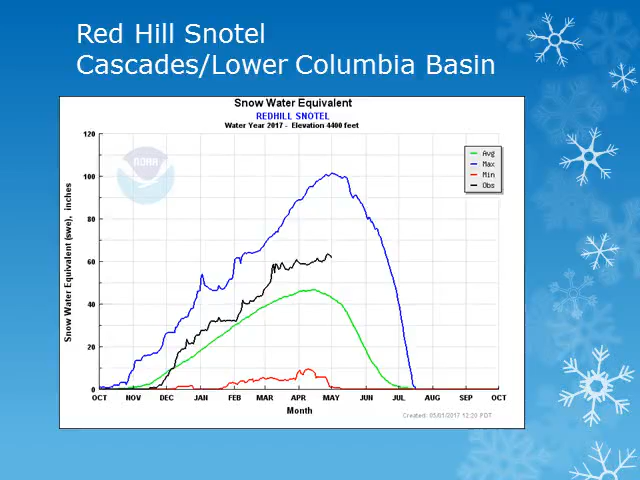 Red Hill Snotel
Cascades/Lower Columbia Basin
Snow Water Equivalent
REDHILL SNOTEL
Water Year 2017 - Elevation 4400 feet
120
100
80
60
40
20
0
Snow Water Equivalent (swe), inches
NOAA
Avg
Max
Min
Obs
OCT NOV DEC JAN FEB MAR APR MAY JUN JUL AUG SEP OCT
Month
Created: 05/01/2017 12:20 PDT